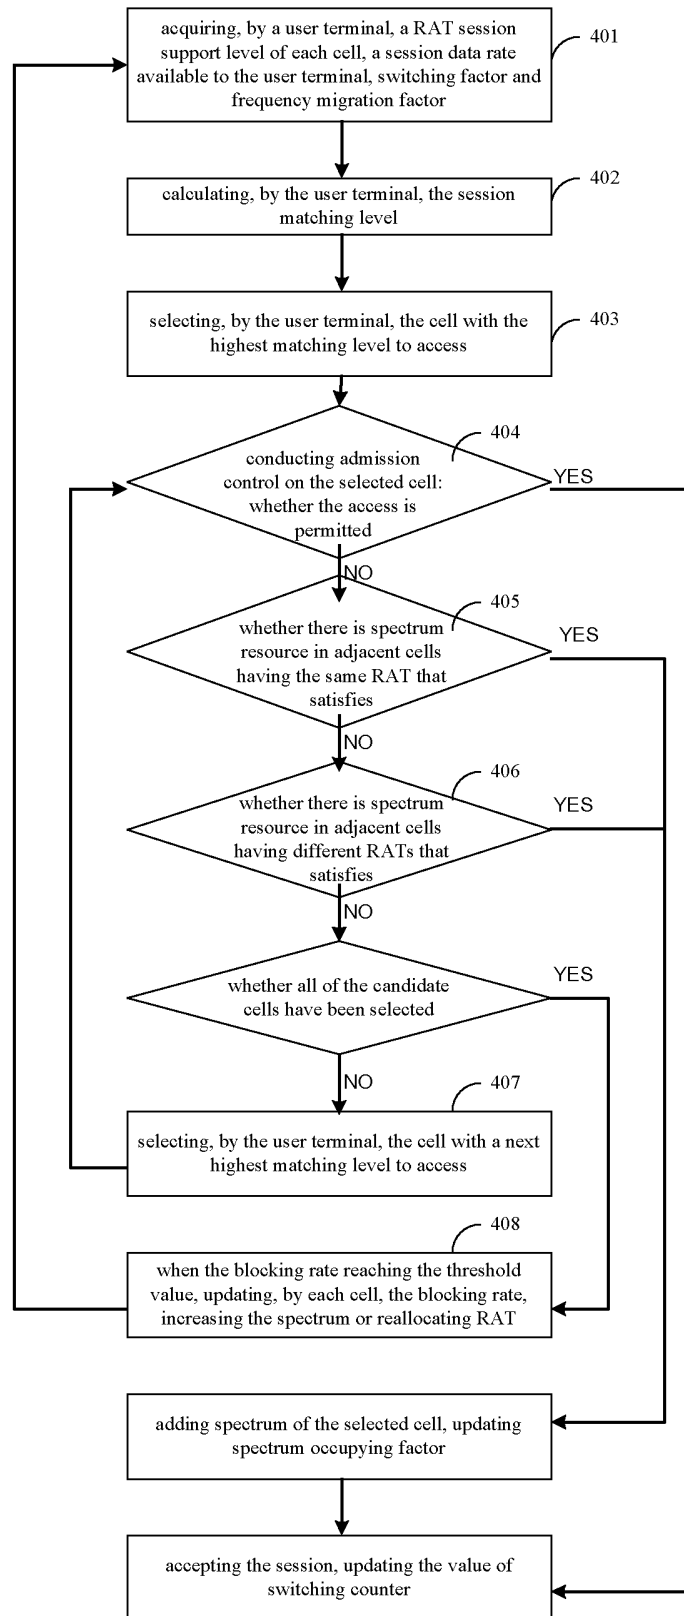 acquiring, by a user terminal, a RAT session
support level of each cell, a session data rate
available to the user terminal, switching factor and
frequency migration factor
401
calculating, by the user terminal, the session
matching level
402
selecting, by the user terminal, the cell with the
highest matching level to access
403
conducting admission
control on the selected cell:
whether the access is
permitted
404
YES
NO
whether there is spectrum
resource in adjacent cells
having the same RAT that
satisfies
405
YES
NO
whether there is spectrum
resource in adjacent cells
having different RATs that
satisfies
406
YES
NO
whether all of the candidate
cells have been selected
YES
NO
selecting, by the user terminal, the cell with a next
highest matching level to access
407
when the blocking rate reaching the threshold
value, updating, by each cell, the blocking rate,
increasing the spectrum or reallocating RAT
408
adding spectrum of the selected cell, updating
spectrum occupying factor
accepting the session, updating the value of
switching counter